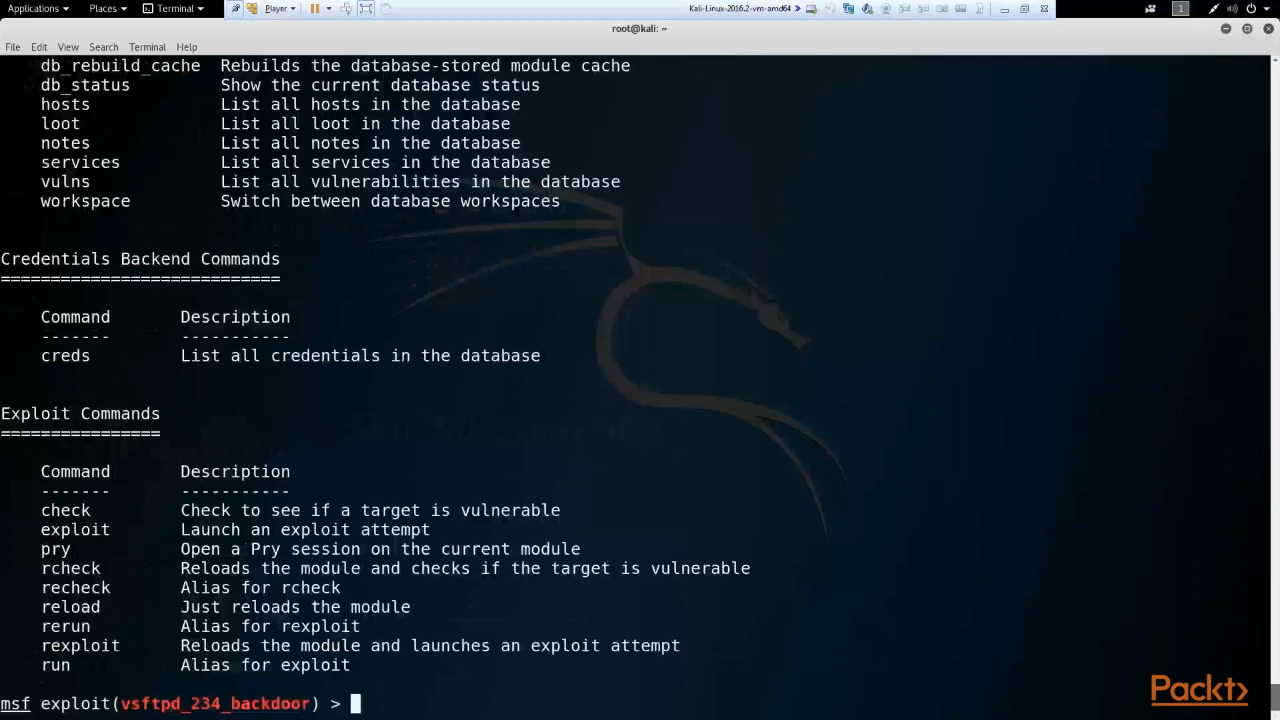 Applications Places Terminal Player Kali-Linux-2016.2-vm-amd64 1
root@kali: ~
File Edit View Search Terminal Help
db_rebuild_cache Rebuilds the database-stored module cache
db_status Show the current database status
hosts List all hosts in the database
loot List all loot in the database
notes List all notes in the database
services List all services in the database
vulns List all vulnerabilities in the database
workspace Switch between database workspaces
Credentials Backend Commands
============================
Command Description
------- -----------
creds List all credentials in the database
Exploit Commands
================
Command Description
------- -----------
check Check to see if a target is vulnerable
exploit Launch an exploit attempt
pry Open a Pry session on the current module
rcheck Reloads the module and checks if the target is vulnerable
recheck Alias for rcheck
reload Just reloads the module
rerun Alias for rexploit
rexploit Reloads the module and launches an exploit attempt
run Alias for exploit
msf exploit(vsftpd_234_backdoor) >
Packt>